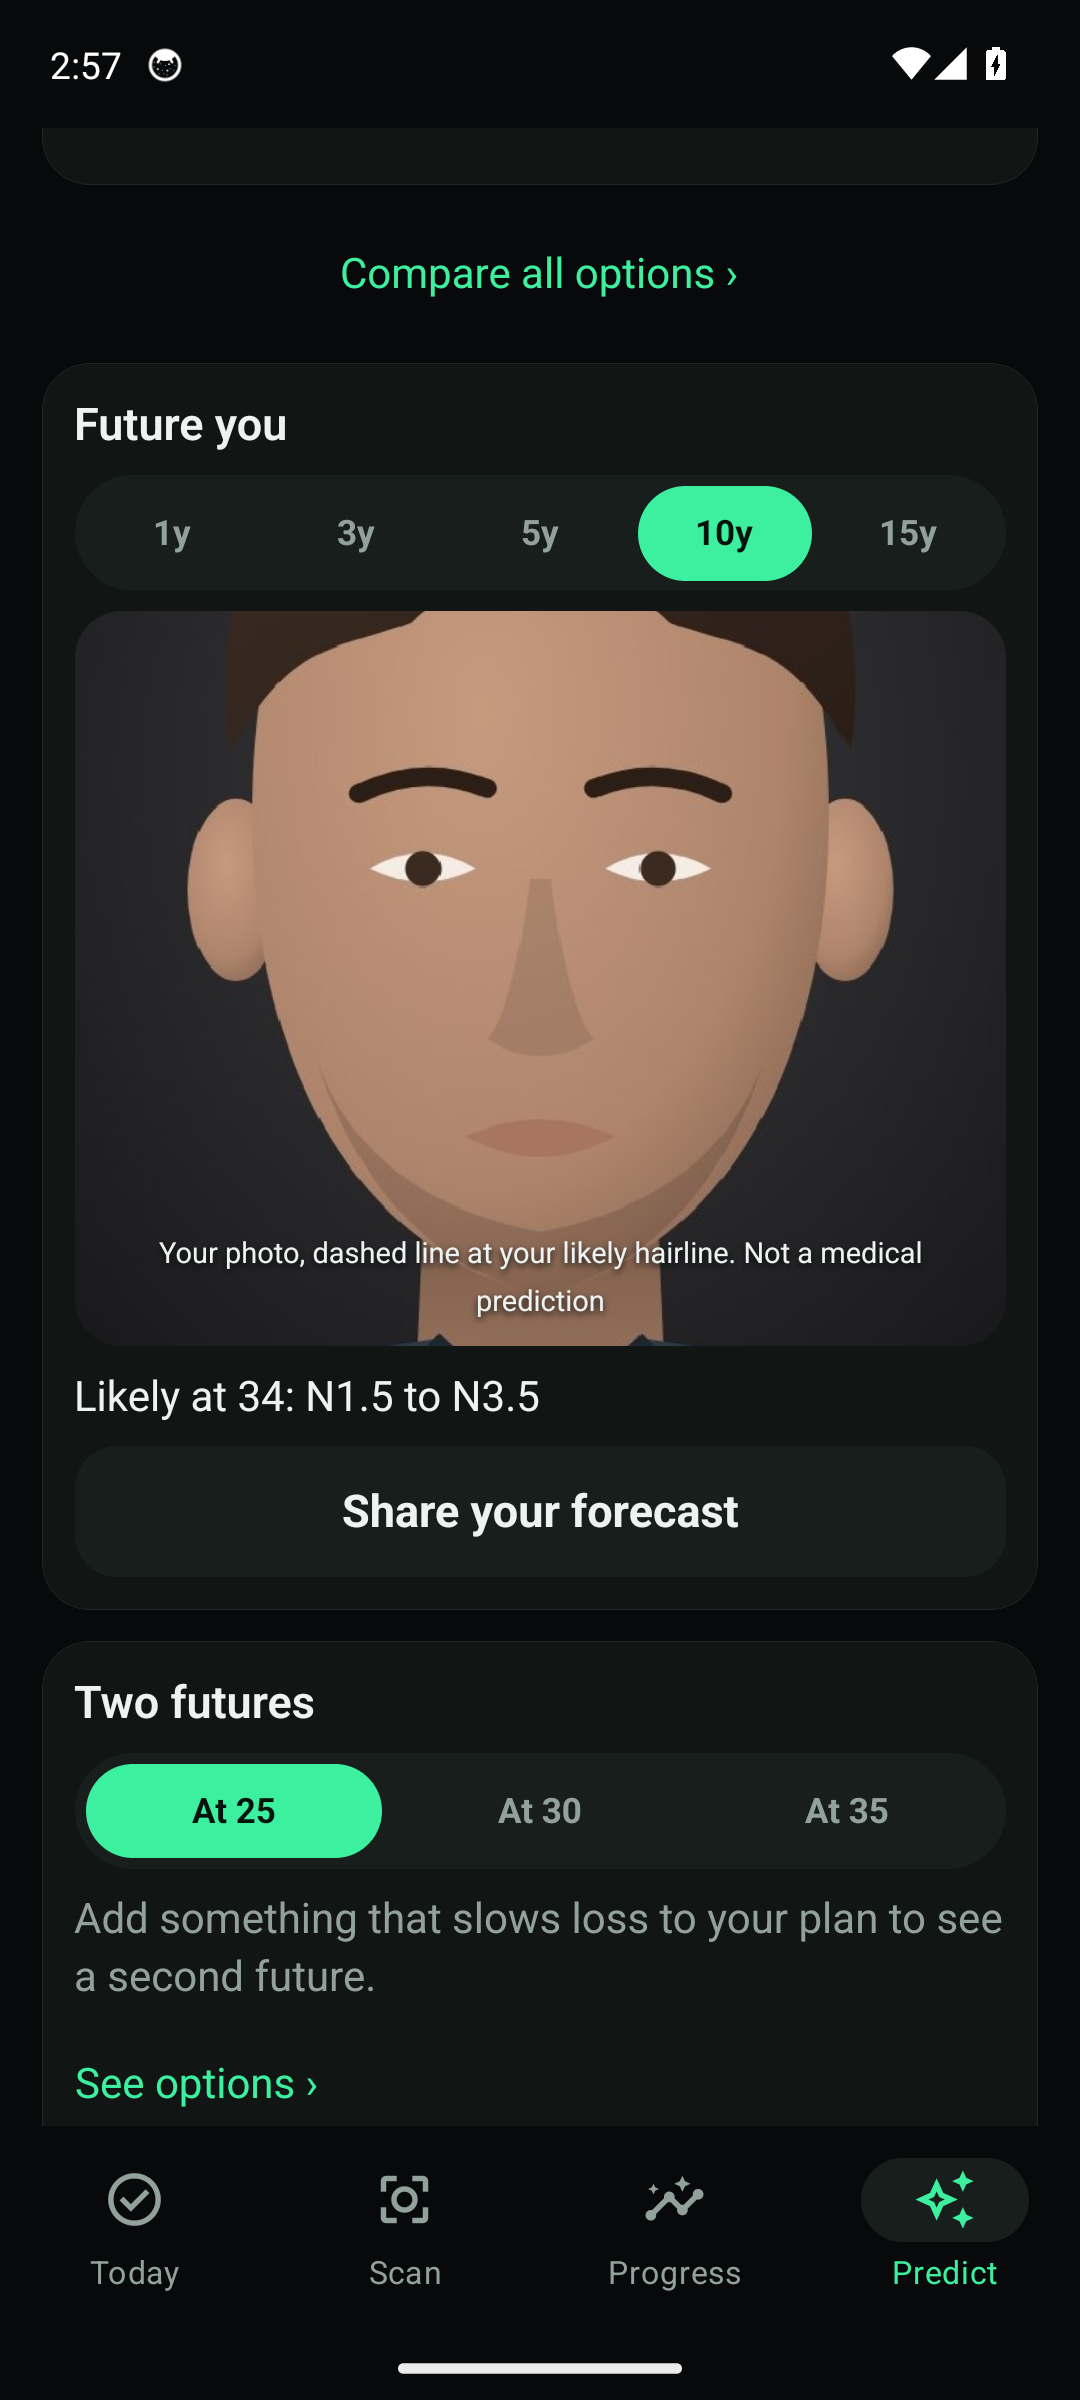 2:57
Compare all options ›
Future you
1y 3y 5y 10y 15y
Your photo, dashed line at your likely hairline. Not a medical
prediction
Likely at 34: N1.5 to N3.5
Share your forecast
Two futures
At 25 At 30 At 35
Add something that slows loss to your plan to see
a second future.
See options ›
Today Scan Progress Predict